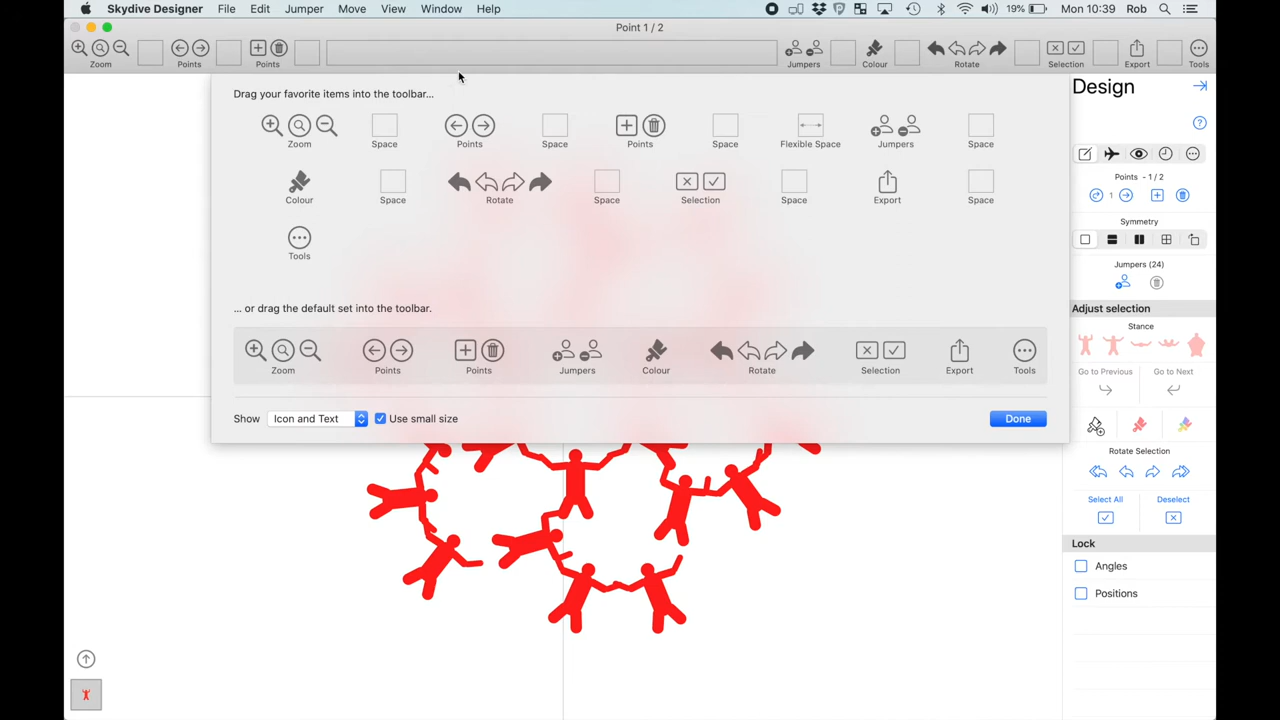 Skydive Designer File Edit Jumper Move View Window Help 19% Mon 10:39 Rob
Point 1 / 2
Zoom Points Points Jumpers Colour Rotate Selection Export Tools
Drag your favorite items into the toolbar...
Zoom Space Points Space Points Space Flexible Space Jumpers Space
Colour Space Rotate Space Selection Space Export Space
Tools
... or drag the default set into the toolbar.
Zoom Points Points Jumpers Colour Rotate Selection Export Tools
Show Icon and Text Use small size Done
Design
Points - 1 / 2
1
Symmetry
Jumpers (24)
Adjust selection
Stance
Go to Previous Go to Next
Rotate Selection
Select All Deselect
Lock
Angles
Positions